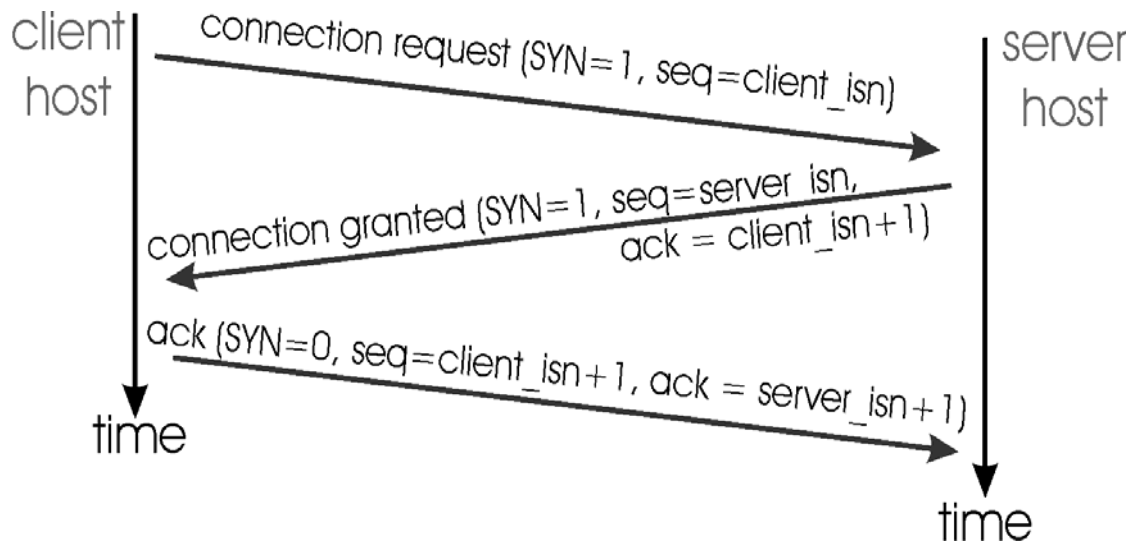 client
host
connection request (SYN=1, seq=client_isn)
server
host
connection granted (SYN=1, seq=server_isn,
ack = client_isn+1)
ack (SYN=0, seq=client_isn+1, ack = server_isn+1)
time
time